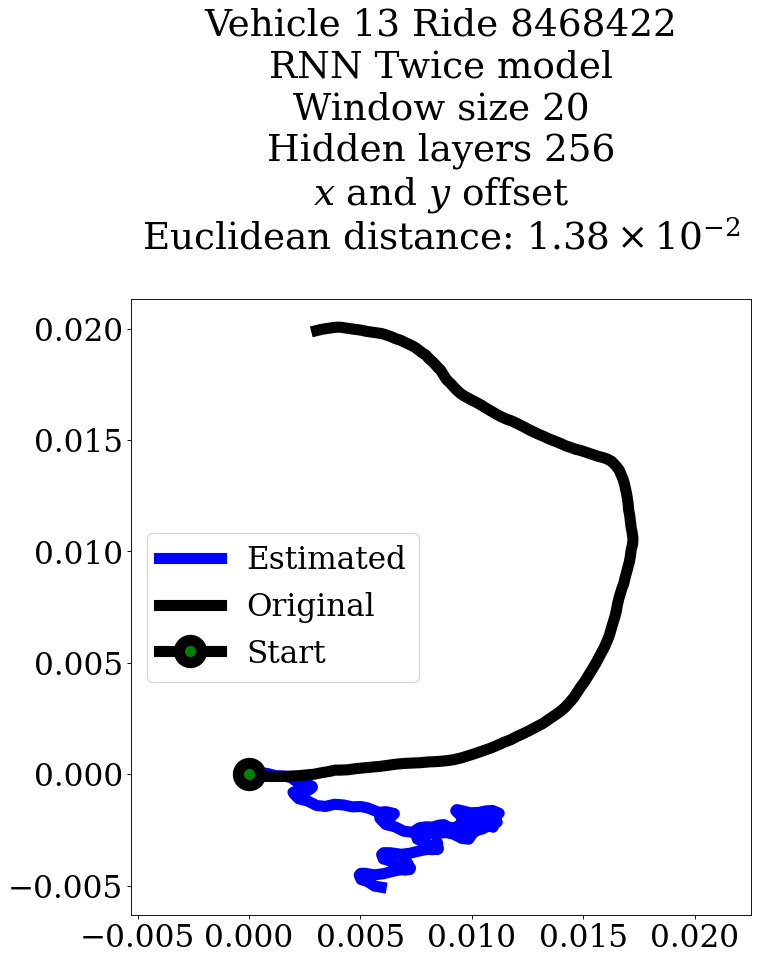 Vehicle 13 Ride 8468422
RNN Twice model
Window size 20
Hidden layers 256
x and y offset
Euclidean distance: 1.38 × 10⁻²
0.020
0.015
0.010
0.005
0.000
−0.005
Estimated
Original
Start
−0.005 0.000 0.005 0.010 0.015 0.020